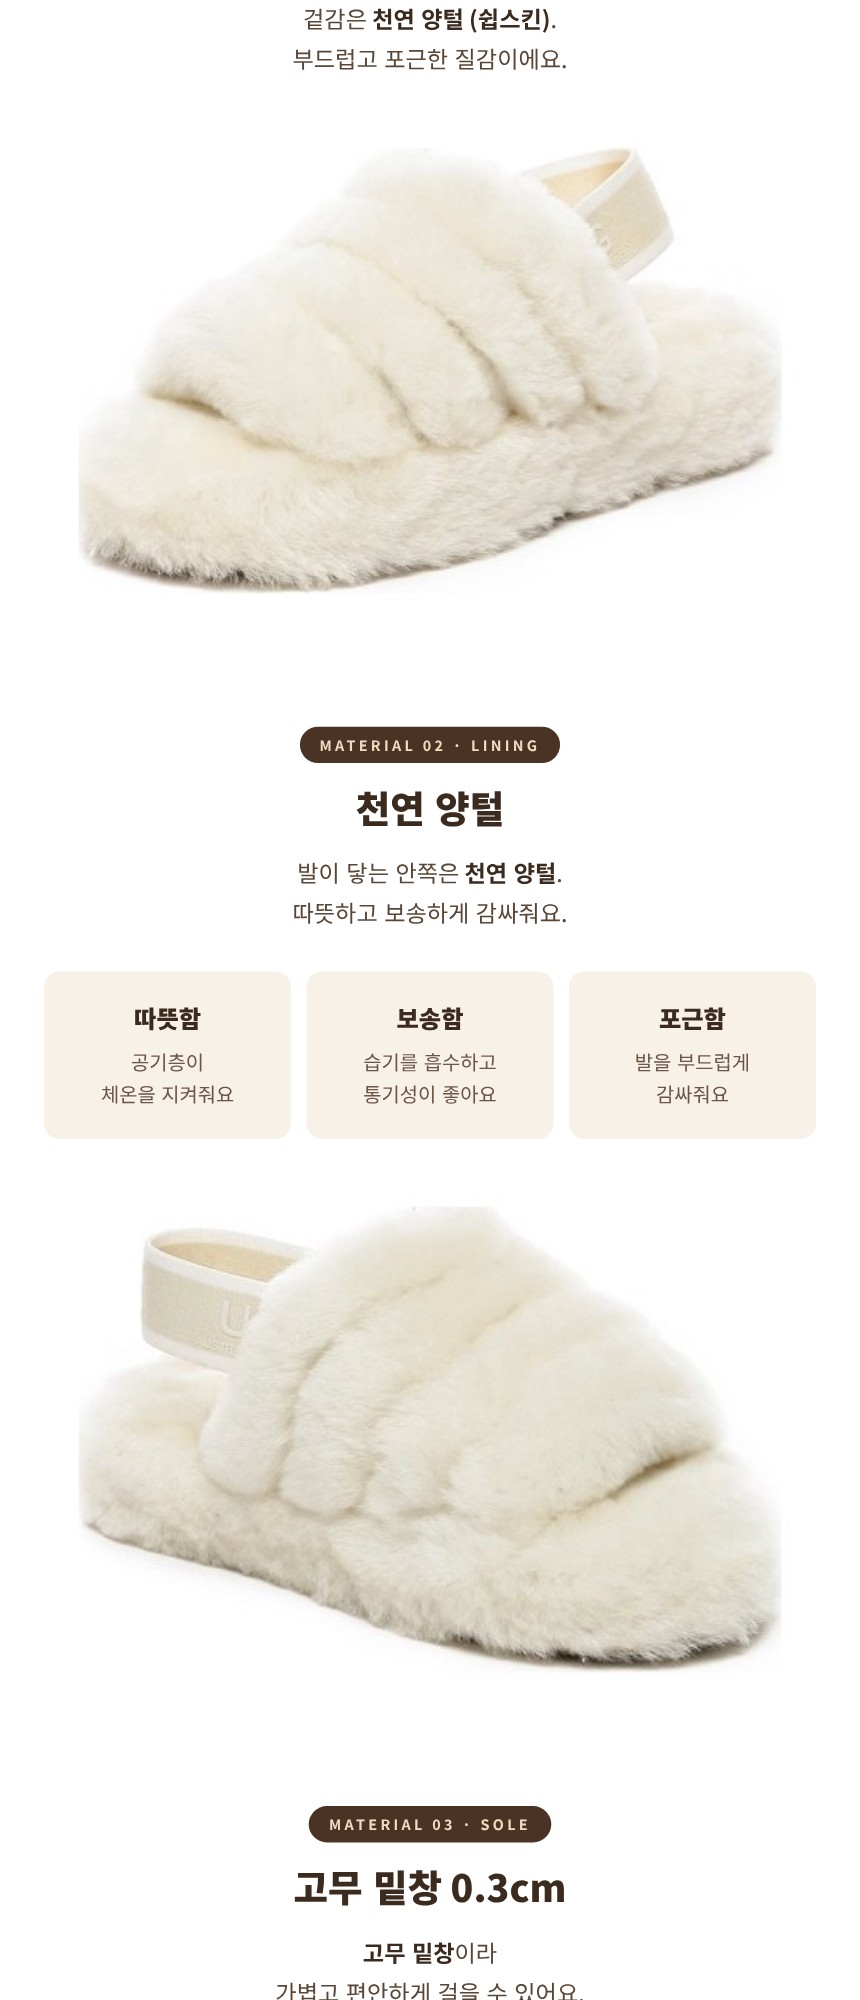 겉감은 천연 양털 (쉽스킨).
부드럽고 포근한 질감이에요.
MATERIAL 02 · LINING
천연 양털
발이 닿는 안쪽은 천연 양털.
따뜻하고 보송하게 감싸줘요.
따뜻함
공기층이
체온을 지켜줘요
보송함
습기를 흡수하고
통기성이 좋아요
포근함
발을 부드럽게
감싸줘요
U
MATERIAL 03 · SOLE
고무 밑창 0.3cm
고무 밑창이라
가볍고 편안하게 걸을 수 있어요.